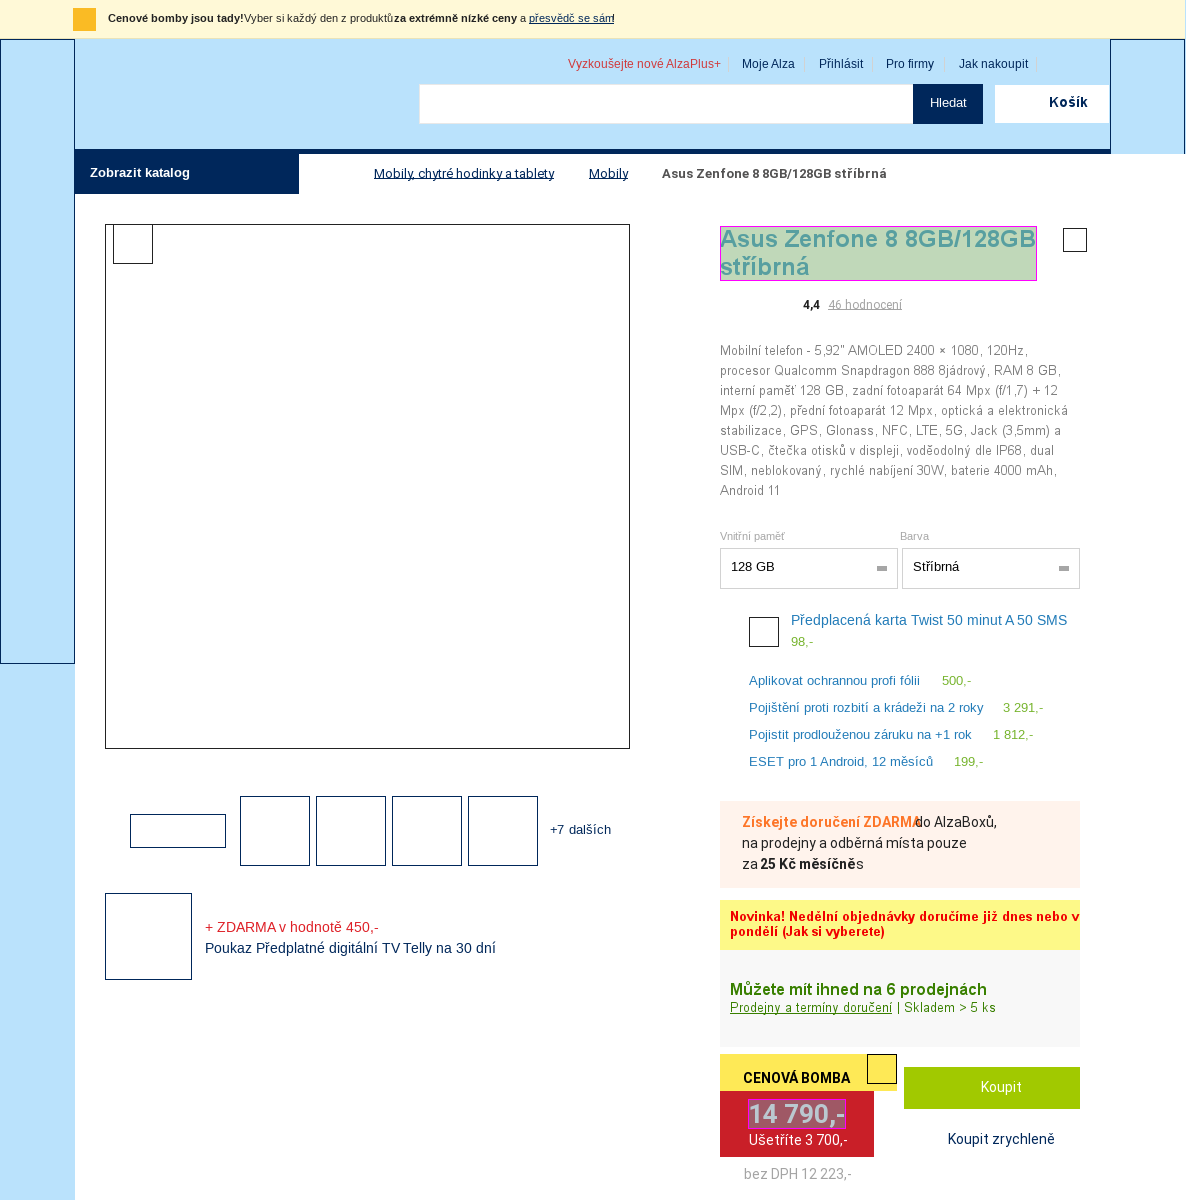 Cenové bomby jsou tady!Vyber si každý den z produktů za extrémně nízké ceny a přesvědč se sám!
Vyzkoušejte nové AlzaPlus+
Moje Alza
Přihlásit
Pro firmy
Jak nakoupit
Hledat
Košík
Zobrazit katalog
Mobily, chytré hodinky a tablety
Mobily
Asus Zenfone 8 8GB/128GB stříbrná
Asus Zenfone 8 8GB/128GB
stříbrná
4,4 46 hodnocení
Mobilní telefon - 5,92" AMOLED 2400 × 1080, 120Hz,
procesor Qualcomm Snapdragon 888 8jádrový, RAM 8 GB,
interní paměť 128 GB, zadní fotoaparát 64 Mpx (f/1,7) + 12
Mpx (f/2,2), přední fotoaparát 12 Mpx, optická a elektronická
stabilizace, GPS, Glonass, NFC, LTE, 5G, Jack (3,5mm) a
USB-C, čtečka otisků v displeji, voděodolný dle IP68, dual
SIM, neblokovaný, rychlé nabíjení 30W, baterie 4000 mAh,
Android 11
Vnitřní paměť
Barva
128 GB
Stříbrná
Předplacená karta Twist 50 minut A 50 SMS
98,-
Aplikovat ochrannou profi fólii 500,-
Pojištění proti rozbití a krádeži na 2 roky 3 291,-
Pojistit prodlouženou záruku na +1 rok 1 812,-
ESET pro 1 Android, 12 měsíců 199,-
+7 dalších
+ ZDARMA v hodnotě 450,-
Poukaz Předplatné digitální TV Telly na 30 dní
Získejte doručení ZDARMA do AlzaBoxů,
na prodejny a odběrná místa pouze
za 25 Kč měsíčně s
Novinka! Nedělní objednávky doručíme již dnes nebo v
pondělí (Jak si vyberete)
Můžete mít ihned na 6 prodejnách
Prodejny a termíny doručení | Skladem > 5 ks
CENOVÁ BOMBA
14 790,-
Ušetříte 3 700,-
bez DPH 12 223,-
Koupit
Koupit zrychleně